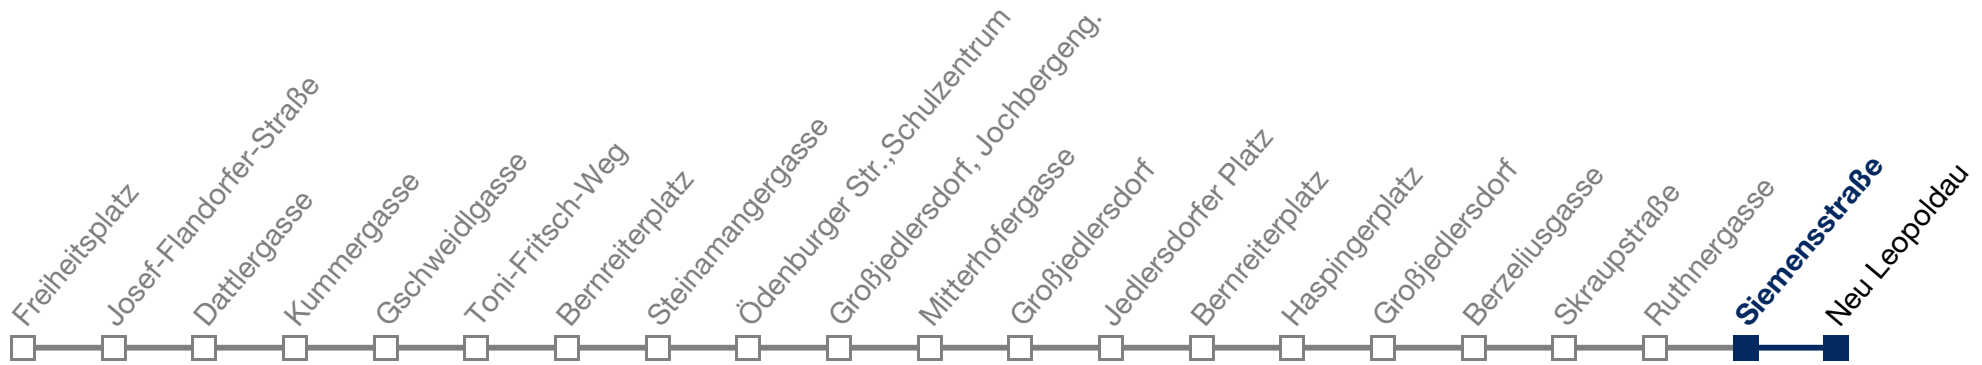 Freiheitsplatz
Josef-Flandorfer-Straße
Dattlergasse
Kummergasse
Gschweidlgasse
Toni-Fritsch-Weg
Bernreiterplatz
Steinamangergasse
Ödenburger Str.,Schulzentrum
Großjedlersdorf, Jochbergeng.
Mitterhofergasse
Großjedlersdorf
Jedlersdorfer Platz
Bernreiterplatz
Haspingerplatz
Großjedlersdorf
Berzeliusgasse
Skraupstraße
Ruthnergasse
Siemensstraße
Neu Leopoldau